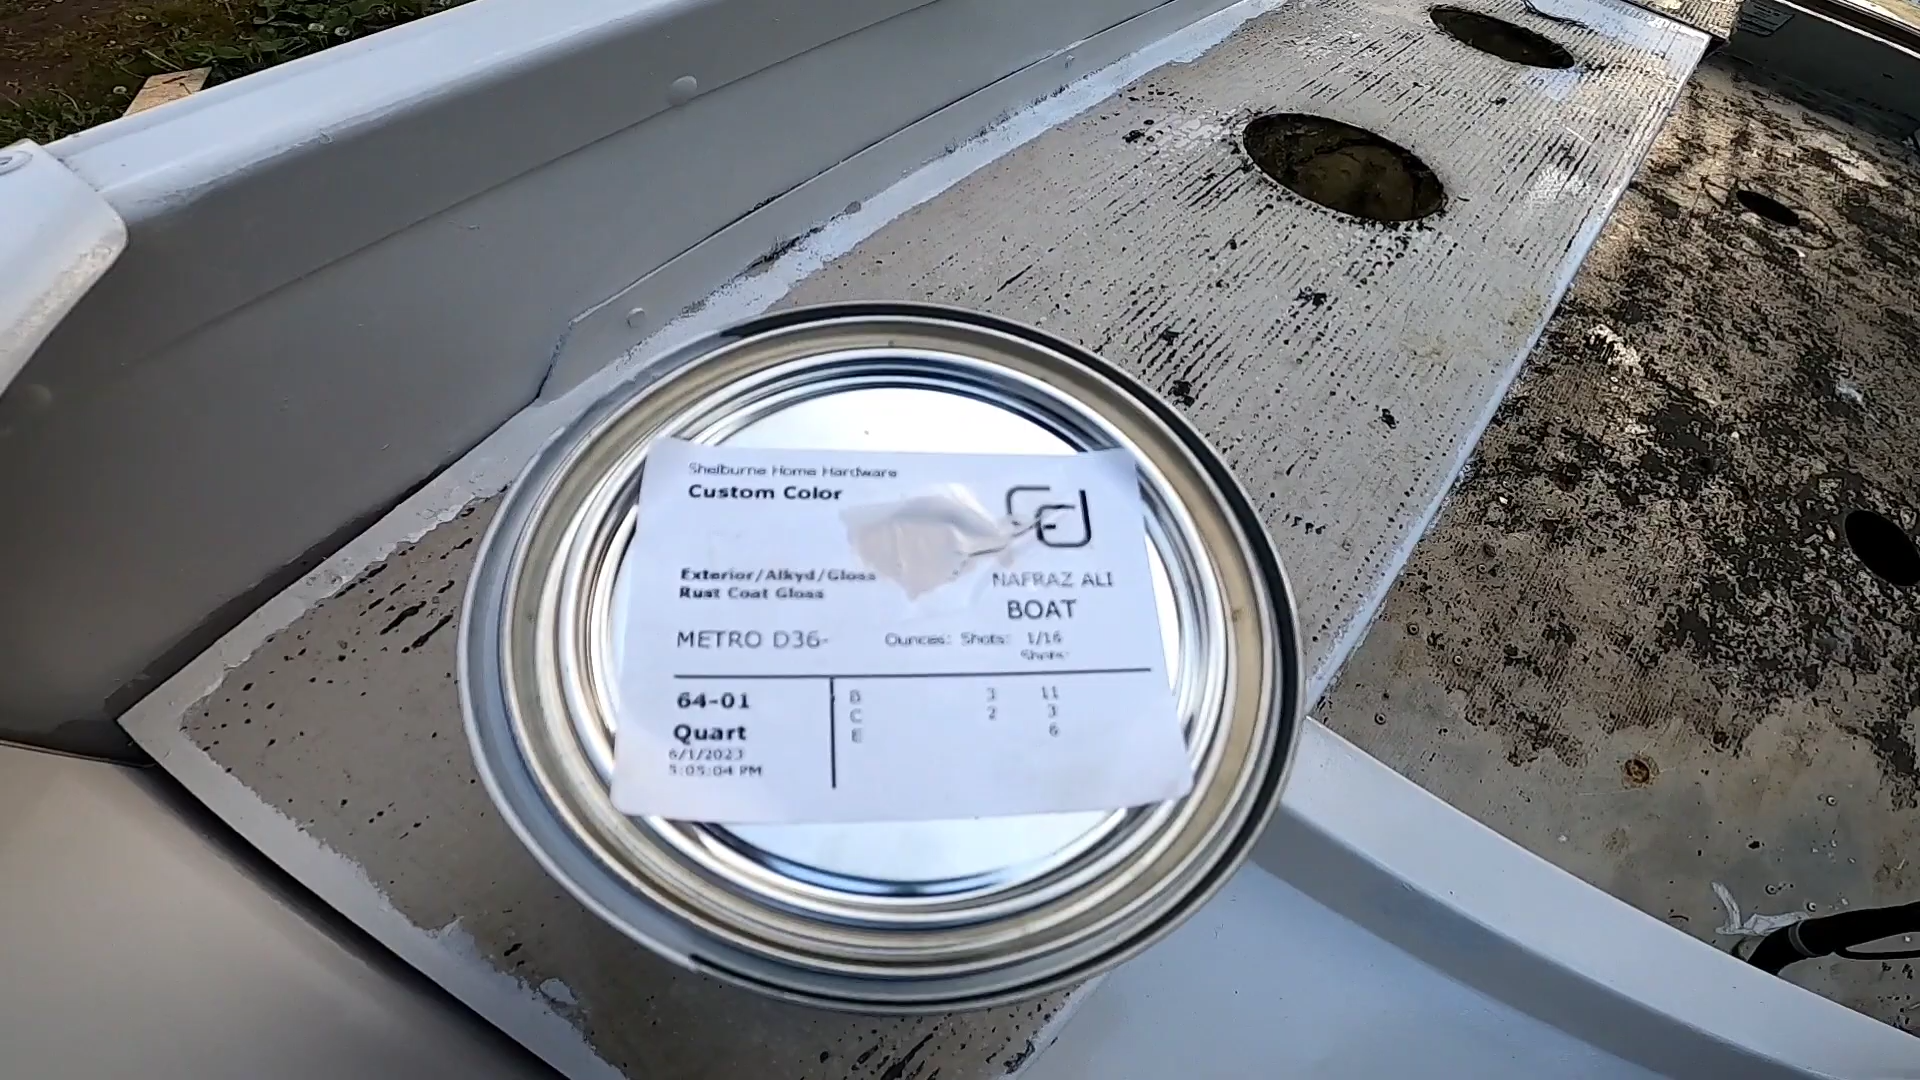 Shelburne Home Hardware
Custom Color
Exterior/Alkyd/Gloss
Rust Coat Gloss
NAFRAZ ALI
BOAT
METRO D36-
Ounces: Shots: 1/16
Shots:
64-01
Quart
6/1/2023
5:05:04 PM
B 3 11
C 2 3
E 6